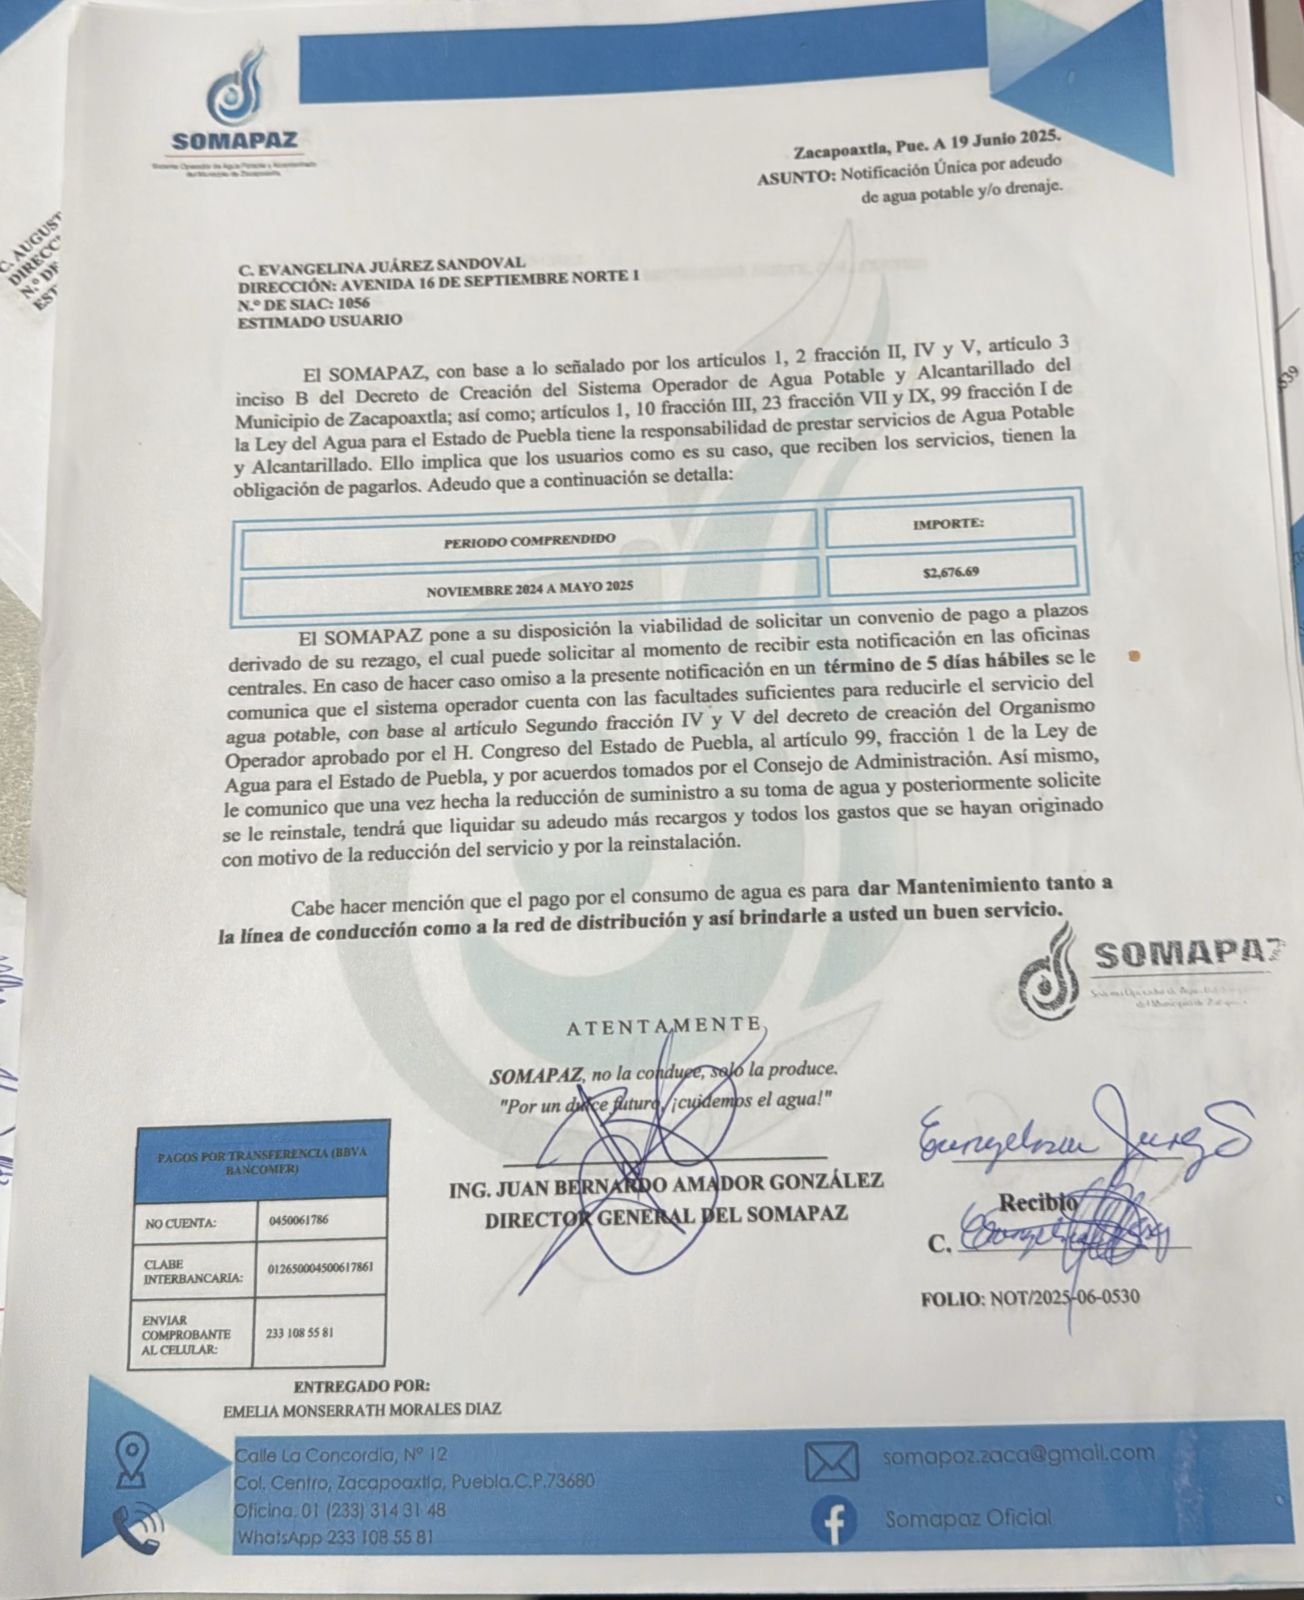 SOMAPAZ
Sistema Operador de Agua Potable y Alcantarillado
del Municipio de Zacapoaxtla
Zacapoaxtla, Pue. A 19 Junio 2025.
ASUNTO: Notificación Única por adeudo
de agua potable y/o drenaje.
C. AUGUST
DIRECC
N.º DE
EST
C. EVANGELINA JUÁREZ SANDOVAL
DIRECCIÓN: AVENIDA 16 DE SEPTIEMBRE NORTE 1
N.º DE SIAC: 1056
ESTIMADO USUARIO
El SOMAPAZ, con base a lo señalado por los artículos 1, 2 fracción II, IV y V, artículo 3
inciso B del Decreto de Creación del Sistema Operador de Agua Potable y Alcantarillado del
Municipio de Zacapoaxtla; así como; artículos 1, 10 fracción III, 23 fracción VII y IX, 99 fracción I de
la Ley del Agua para el Estado de Puebla tiene la responsabilidad de prestar servicios de Agua Potable
y Alcantarillado. Ello implica que los usuarios como es su caso, que reciben los servicios, tienen la
obligación de pagarlos. Adeudo que a continuación se detalla:
PERIODO COMPRENDIDO
IMPORTE:
NOVIEMBRE 2024 A MAYO 2025
$2,676.69
El SOMAPAZ pone a su disposición la viabilidad de solicitar un convenio de pago a plazos
derivado de su rezago, el cual puede solicitar al momento de recibir esta notificación en las oficinas
centrales. En caso de hacer caso omiso a la presente notificación en un término de 5 días hábiles se le
comunica que el sistema operador cuenta con las facultades suficientes para reducirle el servicio del
agua potable, con base al artículo Segundo fracción IV y V del decreto de creación del Organismo
Operador aprobado por el H. Congreso del Estado de Puebla, al artículo 99, fracción 1 de la Ley de
Agua para el Estado de Puebla, y por acuerdos tomados por el Consejo de Administración. Así mismo,
le comunico que una vez hecha la reducción de suministro a su toma de agua y posteriormente solicite
se le reinstale, tendrá que liquidar su adeudo más recargos y todos los gastos que se hayan originado
con motivo de la reducción del servicio y por la reinstalación.
Cabe hacer mención que el pago por el consumo de agua es para dar Mantenimiento tanto a
la línea de conducción como a la red de distribución y así brindarle a usted un buen servicio.
SOMAPAZ
ATENTAMENTE,
SOMAPAZ, no la conduce, solo la produce.
"Por un dulce futuro, ¡cuidemos el agua!"
ING. JUAN BERNARDO AMADOR GONZÁLEZ
DIRECTOR GENERAL DEL SOMAPAZ
Recibio
C.
FOLIO: NOT/2025-06-0530
PAGOS POR TRANSFERENCIA (BBVA
BANCOMER)
NO CUENTA: 0450061786
CLABE
INTERBANCARIA: 012650004500617861
ENVIAR
COMPROBANTE
AL CELULAR: 233 108 55 81
ENTREGADO POR:
EMELIA MONSERRATH MORALES DIAZ
Calle La Concordia, Nº 12
Col. Centro, Zacapoaxtla, Puebla.C.P.73680
Oficina. 01 (233) 314 31 48
WhatsApp 233 108 55 81
somapaz.zaca@gmail.com
Somapaz Oficial